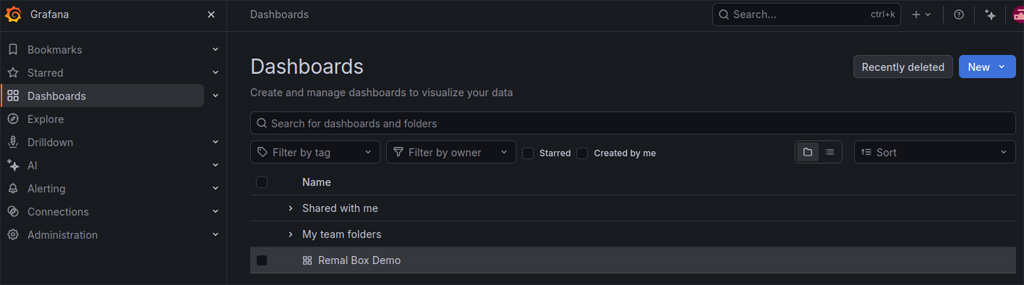 Grafana
Dashboards
Search...
ctrl+k
Bookmarks
Starred
Dashboards
Explore
Drilldown
AI
Alerting
Connections
Administration
Dashboards
Recently deleted
New
Create and manage dashboards to visualize your data
Search for dashboards and folders
Filter by tag
Filter by owner
Starred
Created by me
Sort
Name
Shared with me
My team folders
Remal Box Demo